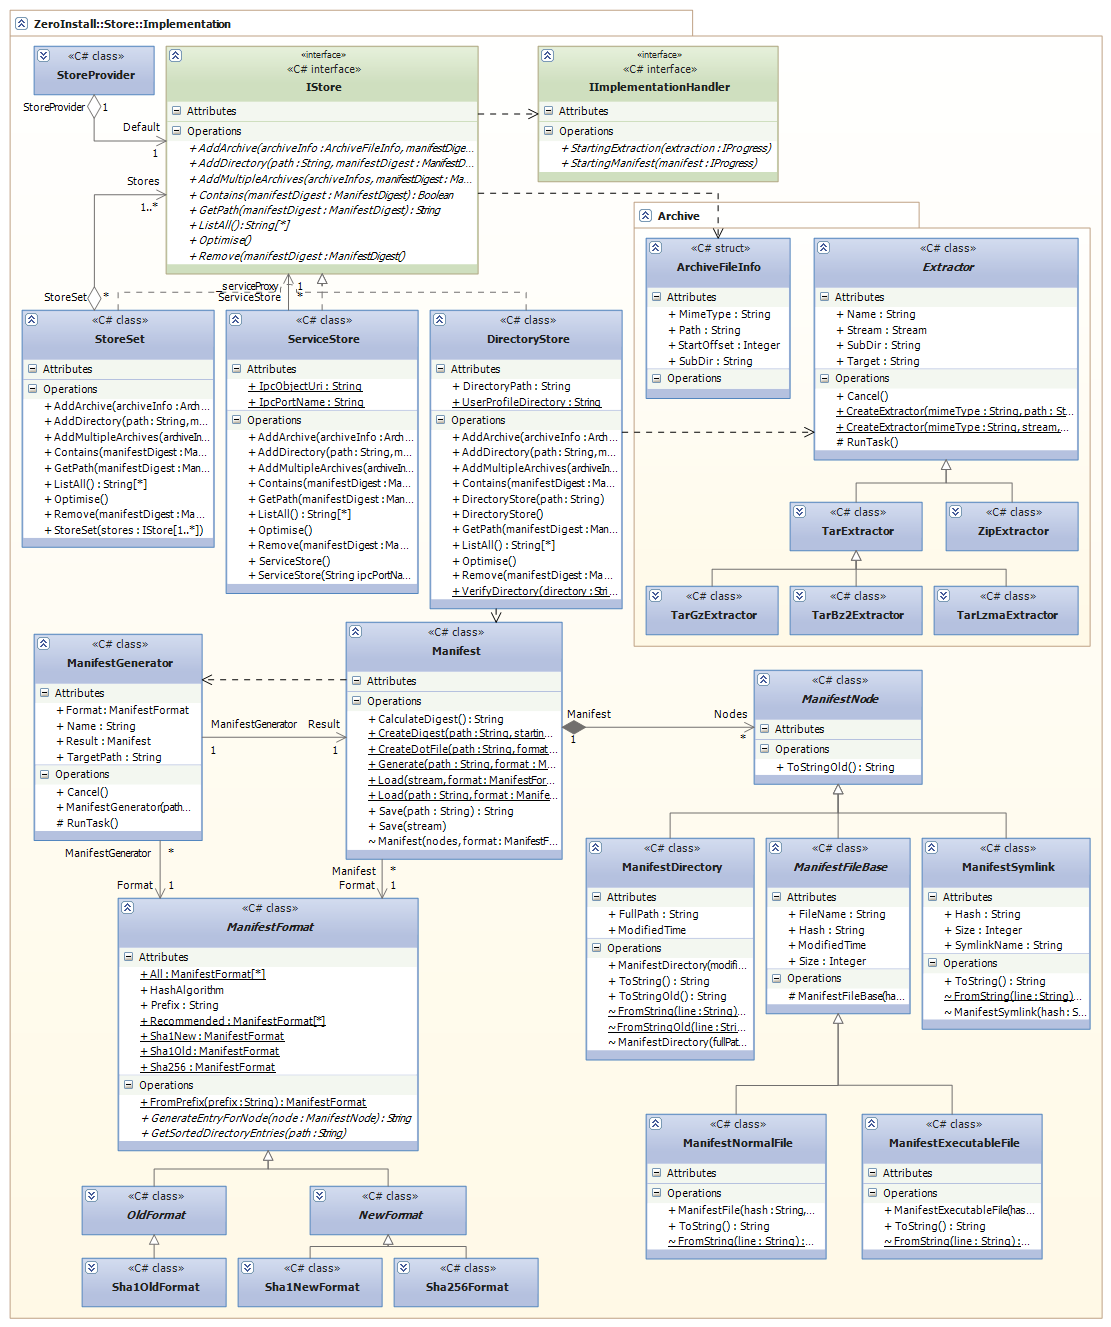 ZeroInstall::Store::Implementation
«C# class»
StoreProvider
«interface»
«C# interface»
IStore
Attributes
Operations
+ AddArchive(archiveInfo : ArchiveFileInfo, manifestDige...
+ AddDirectory(path : String, manifestDigest : ManifestD...
+ AddMultipleArchives(archiveInfos, manifestDigest : Ma...
+ Contains(manifestDigest : ManifestDigest) : Boolean
+ GetPath(manifestDigest : ManifestDigest) : String
+ ListAll() : String[*]
+ Optimise()
+ Remove(manifestDigest : ManifestDigest()
«interface»
«C# interface»
IImplementationHandler
Attributes
Operations
+ StartingExtraction(extraction : IProgress)
+ StartingManifest(manifest : IProgress)
StoreProvider
1
Default
1
Stores
1..*
StoreSet
*
_serviceProxy
1
ServiceStore
*
Archive
«C# struct»
ArchiveFileInfo
Attributes
+ MimeType : String
+ Path : String
+ StartOffset : Integer
+ SubDir : String
Operations
«C# class»
Extractor
Attributes
+ Name : String
+ Stream : Stream
+ SubDir : String
+ Target : String
Operations
+ Cancel()
+ CreateExtractor(mimeType : String, path : St...
+ CreateExtractor(mimeType : String, stream,...
# RunTask()
«C# class»
TarExtractor
«C# class»
ZipExtractor
«C# class»
TarGzExtractor
«C# class»
TarBz2Extractor
«C# class»
TarLzmaExtractor
«C# class»
StoreSet
Attributes
Operations
+ AddArchive(archiveInfo : Arch...
+ AddDirectory(path : String, m...
+ AddMultipleArchives(archiveIn...
+ Contains(manifestDigest : Ma...
+ GetPath(manifestDigest : Man...
+ ListAll() : String[*]
+ Optimise()
+ Remove(manifestDigest : Ma...
+ StoreSet(stores : IStore[1..*])
«C# class»
ServiceStore
Attributes
+ IpcObjectUri : String
+ IpcPortName : String
Operations
+ AddArchive(archiveInfo : Arch...
+ AddDirectory(path : String, m...
+ AddMultipleArchives(archiveIn...
+ Contains(manifestDigest : Ma...
+ GetPath(manifestDigest : Man...
+ ListAll() : String[*]
+ Optimise()
+ Remove(manifestDigest : Ma...
+ ServiceStore()
+ ServiceStore(String ipcPortNa...
«C# class»
DirectoryStore
Attributes
+ DirectoryPath : String
+ UserProfileDirectory : String
Operations
+ AddArchive(archiveInfo : Arch...
+ AddDirectory(path : String, m...
+ AddMultipleArchives(archiveIn...
+ Contains(manifestDigest : Ma...
+ DirectoryStore(path : String)
+ DirectoryStore()
+ GetPath(manifestDigest : Man...
+ ListAll() : String[*]
+ Optimise()
+ Remove(manifestDigest : Ma...
+ VerifyDirectory(directory : Stri...
«C# class»
ManifestGenerator
Attributes
+ Format : ManifestFormat
+ Name : String
+ Result : Manifest
+ TargetPath : String
Operations
+ Cancel()
+ ManifestGenerator(path...
# RunTask()
ManifestGenerator
1
Result
1
«C# class»
Manifest
Attributes
Operations
+ CalculateDigest() : String
+ CreateDigest(path : String, startin...
+ CreateDotFile(path : String, format...
+ Generate(path : String, format : M...
+ Load(stream, format : ManifestFor...
+ Load(path : String, format : Manife...
+ Save(path : String) : String
+ Save(stream)
~ Manifest(nodes, format : ManifestF...
Manifest
1
Nodes
*
«C# class»
ManifestNode
Attributes
Operations
+ ToStringOld() : String
ManifestGenerator
*
Format
1
Manifest
*
Format
1
«C# class»
ManifestFormat
Attributes
+ All : ManifestFormat[*]
+ HashAlgorithm
+ Prefix : String
+ Recommended : ManifestFormat[*]
+ Sha1New : ManifestFormat
+ Sha1Old : ManifestFormat
+ Sha256 : ManifestFormat
Operations
+ FromPrefix(prefix : String) : ManifestFormat
+ GenerateEntryForNode(node : ManifestNode) : String
+ GetSortedDirectoryEntries(path : String)
«C# class»
ManifestDirectory
Attributes
+ FullPath : String
+ ModifiedTime
Operations
+ ManifestDirectory(modifi...
+ ToString() : String
+ ToStringOld() : String
~ FromString(line : String)...
~ FromStringOld(line : Stri...
~ ManifestDirectory(fullPat...
«C# class»
ManifestFileBase
Attributes
+ FileName : String
+ Hash : String
+ ModifiedTime
+ Size : Integer
Operations
# ManifestFileBase(ha...
«C# class»
ManifestSymlink
Attributes
+ Hash : String
+ Size : Integer
+ SymlinkName : String
Operations
+ ToString() : String
~ FromString(line : String)...
~ ManifestSymlink(hash : S...
«C# class»
ManifestNormalFile
Attributes
Operations
+ ManifestFile(hash : String,...
+ ToString() : String
~ FromString(line : String) :...
«C# class»
ManifestExecutableFile
Attributes
Operations
+ ManifestExecutableFile(has...
+ ToString() : String
~ FromString(line : String) :...
«C# class»
OldFormat
«C# class»
NewFormat
«C# class»
Sha1OldFormat
«C# class»
Sha1NewFormat
«C# class»
Sha256Format